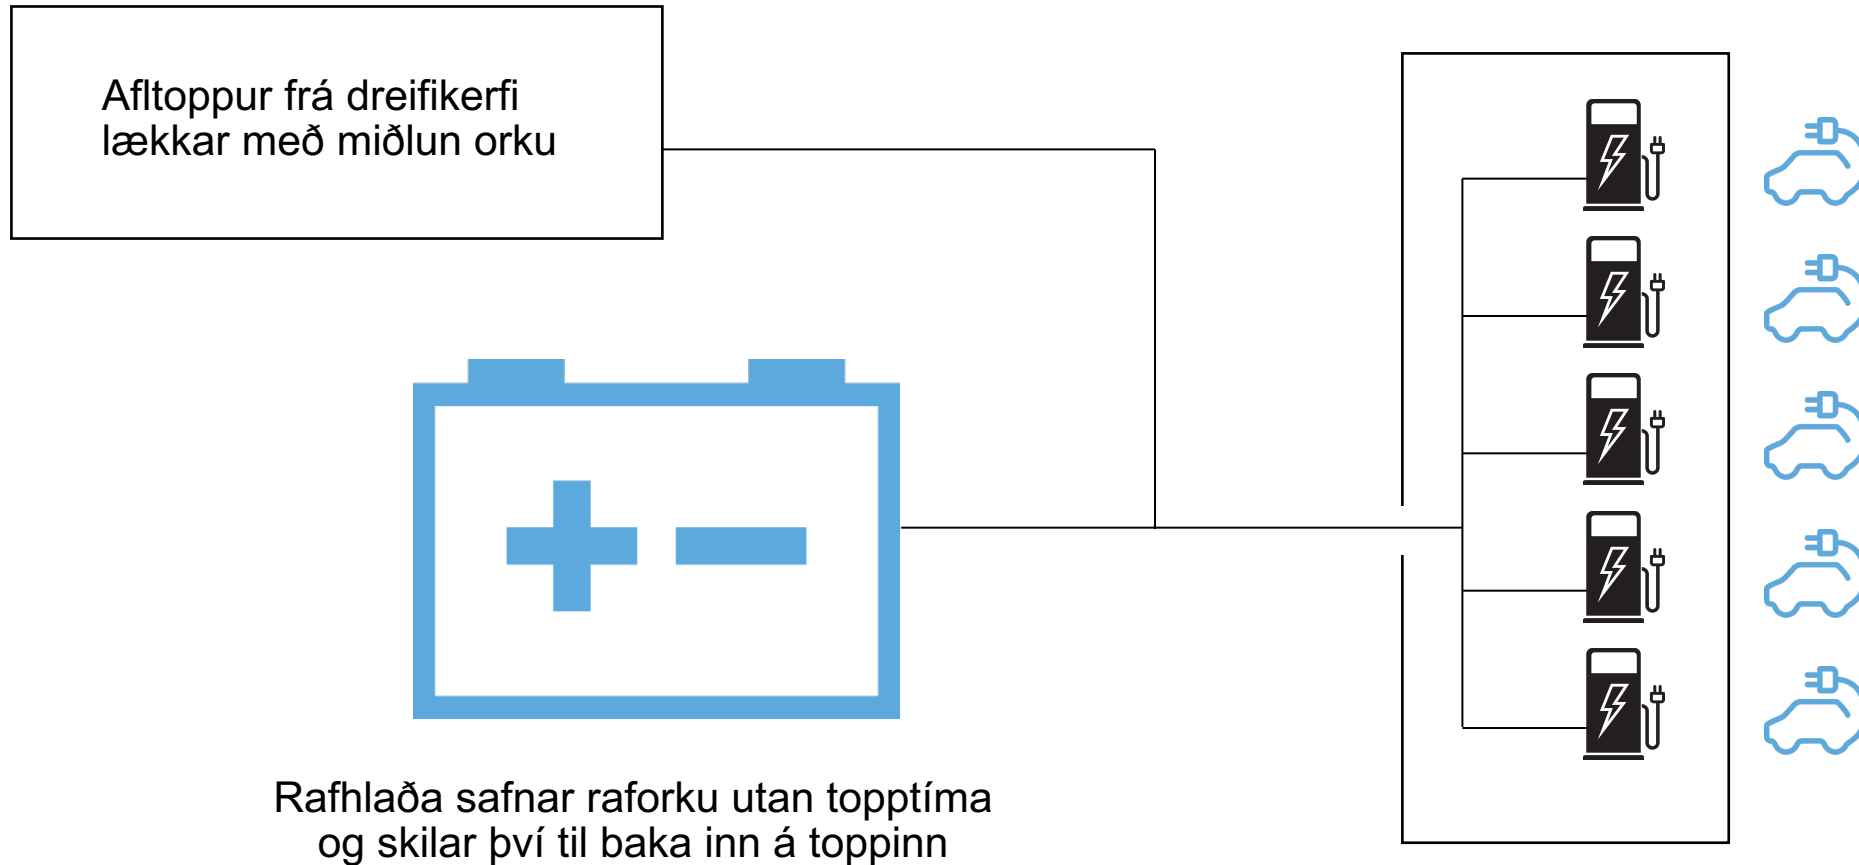 Afltoppur frá dreifikerfi
lækkar með miðlun orku
Rafhlaða safnar raforku utan topptíma
og skilar því til baka inn á toppinn